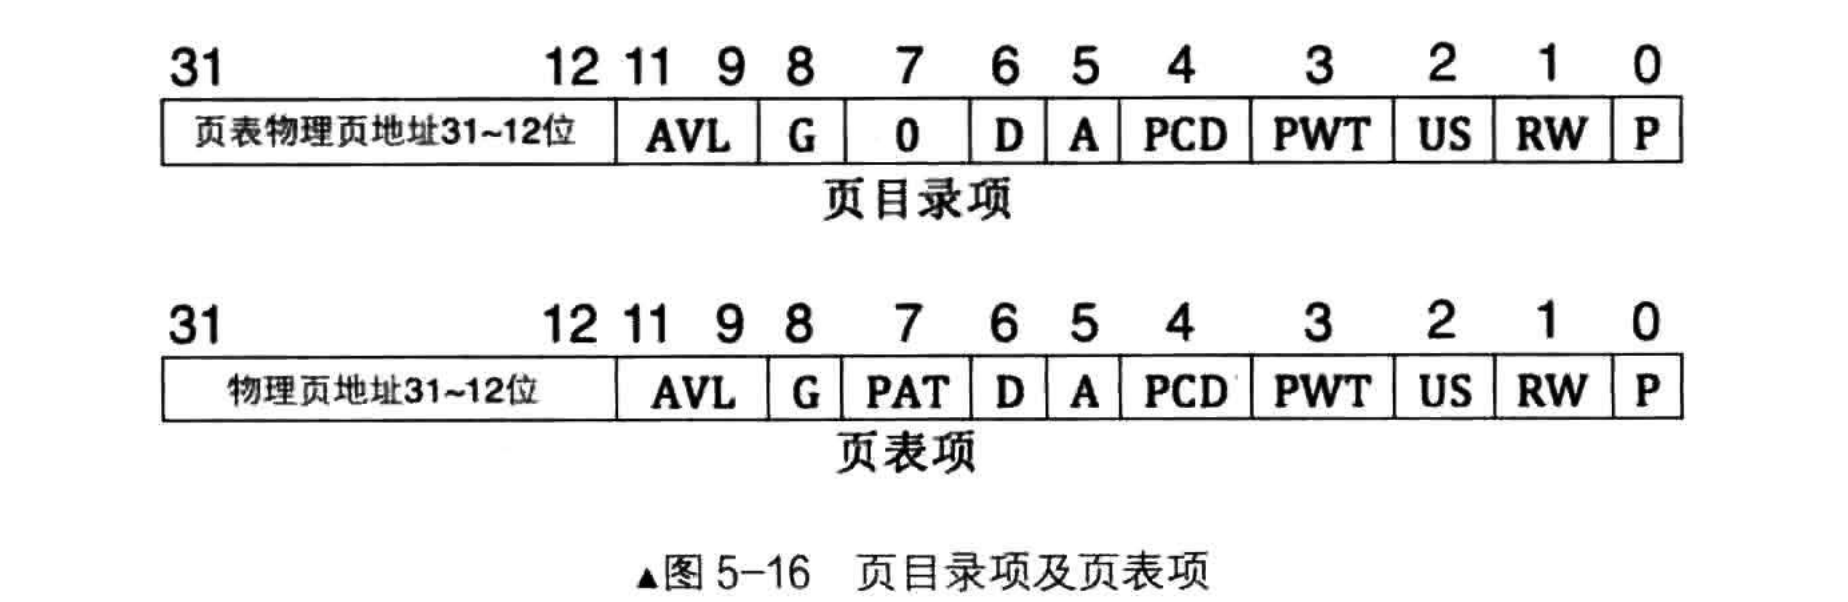 31 12 11 9 8 7 6 5 4 3 2 1 0
页表物理页地址31~12位 AVL G 0 D A PCD PWT US RW P
页目录项
31 12 11 9 8 7 6 5 4 3 2 1 0
物理页地址31~12位 AVL G PAT D A PCD PWT US RW P
页表项
▲图 5-16 页目录项及页表项